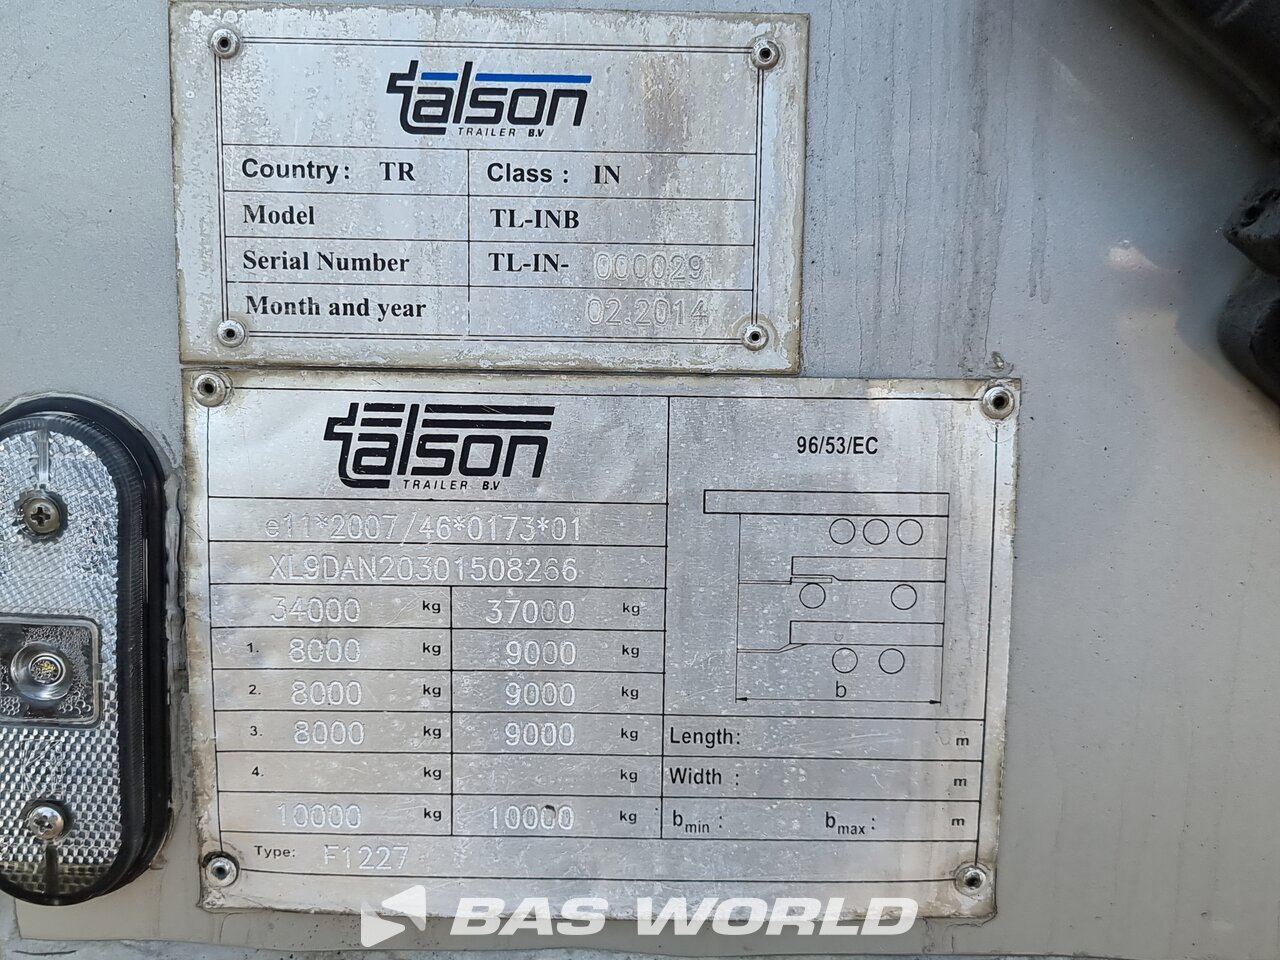 talson
TRAILER B.V
Country: TR Class: IN
Model TL-INB
Serial Number TL-IN- 000029
Month and year 02.2014
talson
TRAILER B.V
96/53/EC
e11*2007/46*0173*01
XL9DAN20301508266
34000 kg 37000 kg
1. 8000 kg 9000 kg
2. 8000 kg 9000 kg
3. 8000 kg 9000 kg
4. kg kg
10000 kg 10000 kg
Type: F1227
b
Length: m
Width : m
bmin : bmax : m
BAS WORLD